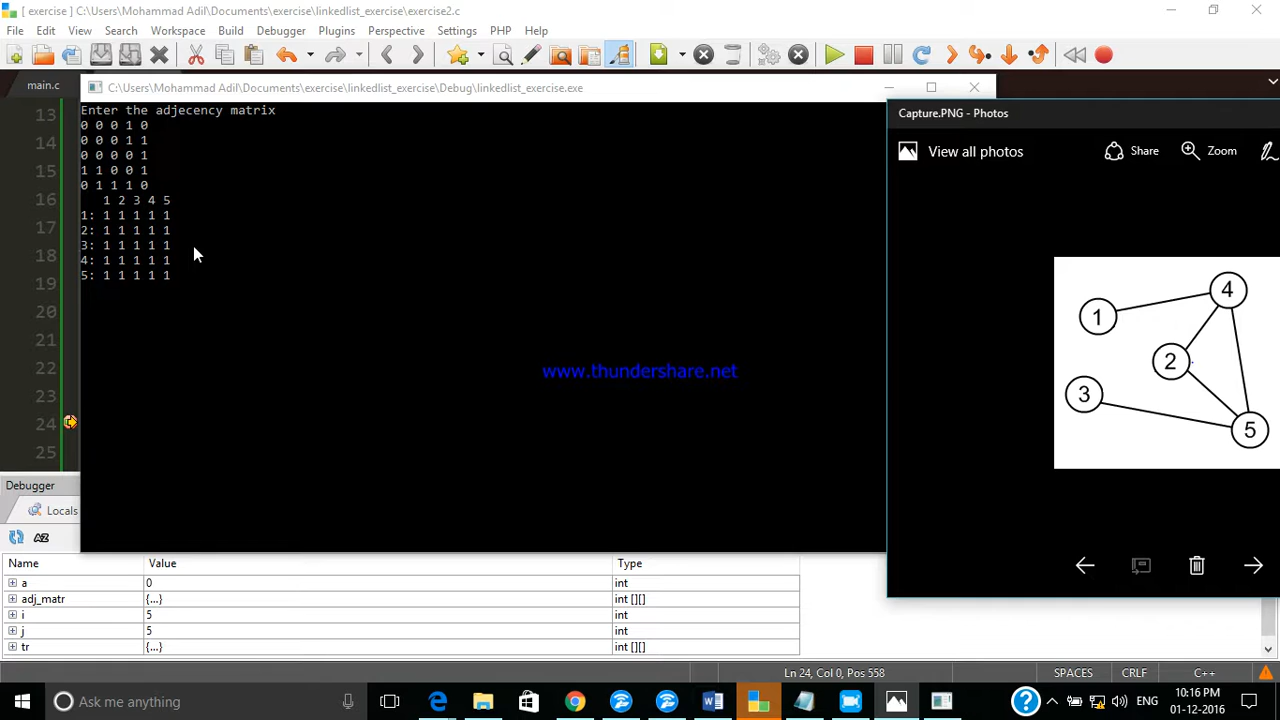 [ exercise ] C:\Users\Mohammad Adil\Documents\exercise\linkedlist_exercise\exercise2.c
File Edit View Search Workspace Build Debugger Plugins Perspective Settings PHP Help
main.c
C:\Users\Mohammad Adil\Documents\exercise\linkedlist_exercise\Debug\linkedlist_exercise.exe
13
14
15
16
17
18
19
20
21
22
23
24
25
Enter the adjecency matrix
0 0 0 1 0
0 0 0 1 1
0 0 0 0 1
1 1 0 0 1
0 1 1 1 0
1 2 3 4 5
1: 1 1 1 1 1
2: 1 1 1 1 1
3: 1 1 1 1 1
4: 1 1 1 1 1
5: 1 1 1 1 1
www.thundershare.net
Capture.PNG - Photos
View all photos Share Zoom
4
1
2
3
5
Debugger
Locals
AZ
Name Value Type
a 0 int
adj_matr {...} int [][]
i 5 int
j 5 int
tr {...} int [][]
Ln 24, Col 0, Pos 558 SPACES CRLF C++
Ask me anything
ENG
10:16 PM
01-12-2016